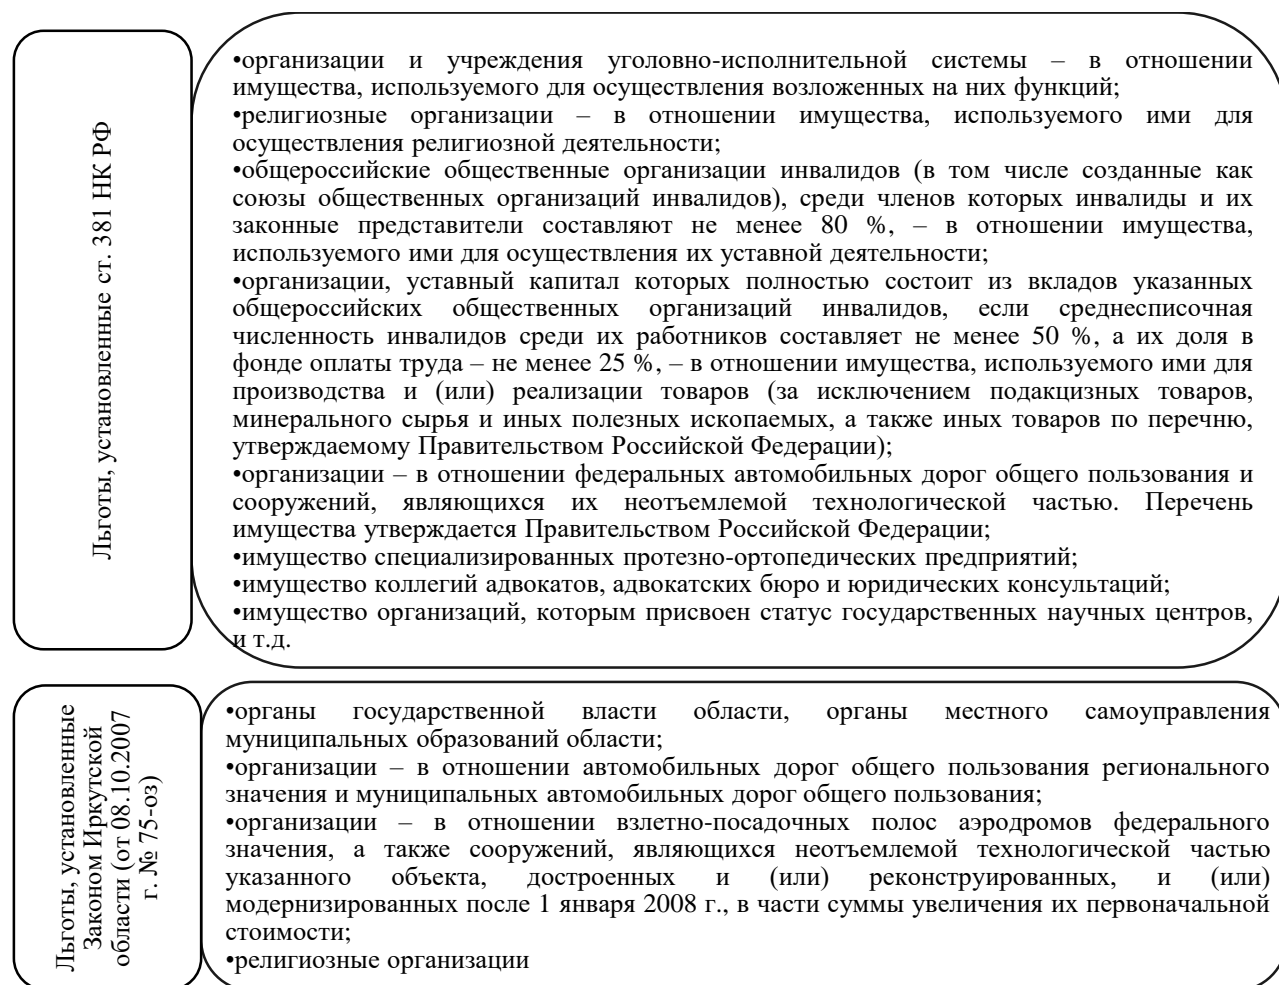 Льготы, установленные ст. 381 НК РФ
•организации и учреждения уголовно-исполнительной системы – в отношении
имущества, используемого для осуществления возложенных на них функций;
•религиозные организации – в отношении имущества, используемого ими для
осуществления религиозной деятельности;
•общероссийские общественные организации инвалидов (в том числе созданные как
союзы общественных организаций инвалидов), среди членов которых инвалиды и их
законные представители составляют не менее 80 %, – в отношении имущества,
используемого ими для осуществления их уставной деятельности;
•организации, уставный капитал которых полностью состоит из вкладов указанных
общероссийских общественных организаций инвалидов, если среднесписочная
численность инвалидов среди их работников составляет не менее 50 %, а их доля в
фонде оплаты труда – не менее 25 %, – в отношении имущества, используемого ими для
производства и (или) реализации товаров (за исключением подакцизных товаров,
минерального сырья и иных полезных ископаемых, а также иных товаров по перечню,
утверждаемому Правительством Российской Федерации);
•организации – в отношении федеральных автомобильных дорог общего пользования и
сооружений, являющихся их неотъемлемой технологической частью. Перечень
имущества утверждается Правительством Российской Федерации;
•имущество специализированных протезно-ортопедических предприятий;
•имущество коллегий адвокатов, адвокатских бюро и юридических консультаций;
•имущество организаций, которым присвоен статус государственных научных центров,
и т.д.
Льготы, установленные
Законом Иркутской
области (от 08.10.2007
г. № 75-оз)
•органы государственной власти области, органы местного самоуправления
муниципальных образований области;
•организации – в отношении автомобильных дорог общего пользования регионального
значения и муниципальных автомобильных дорог общего пользования;
•организации – в отношении взлетно-посадочных полос аэродромов федерального
значения, а также сооружений, являющихся неотъемлемой технологической частью
указанного объекта, достроенных и (или) реконструированных, и (или)
модернизированных после 1 января 2008 г., в части суммы увеличения их первоначальной
стоимости;
•религиозные организации